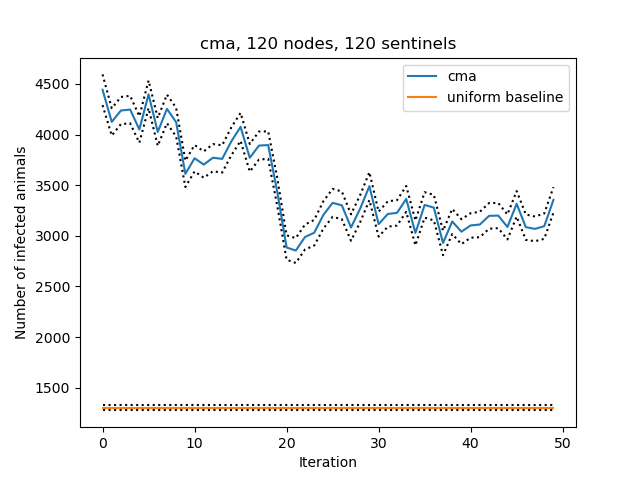 cma, 120 nodes, 120 sentinels
cma
uniform baseline
Number of infected animals
4500
4000
3500
3000
2500
2000
1500
0 10 20 30 40 50
Iteration